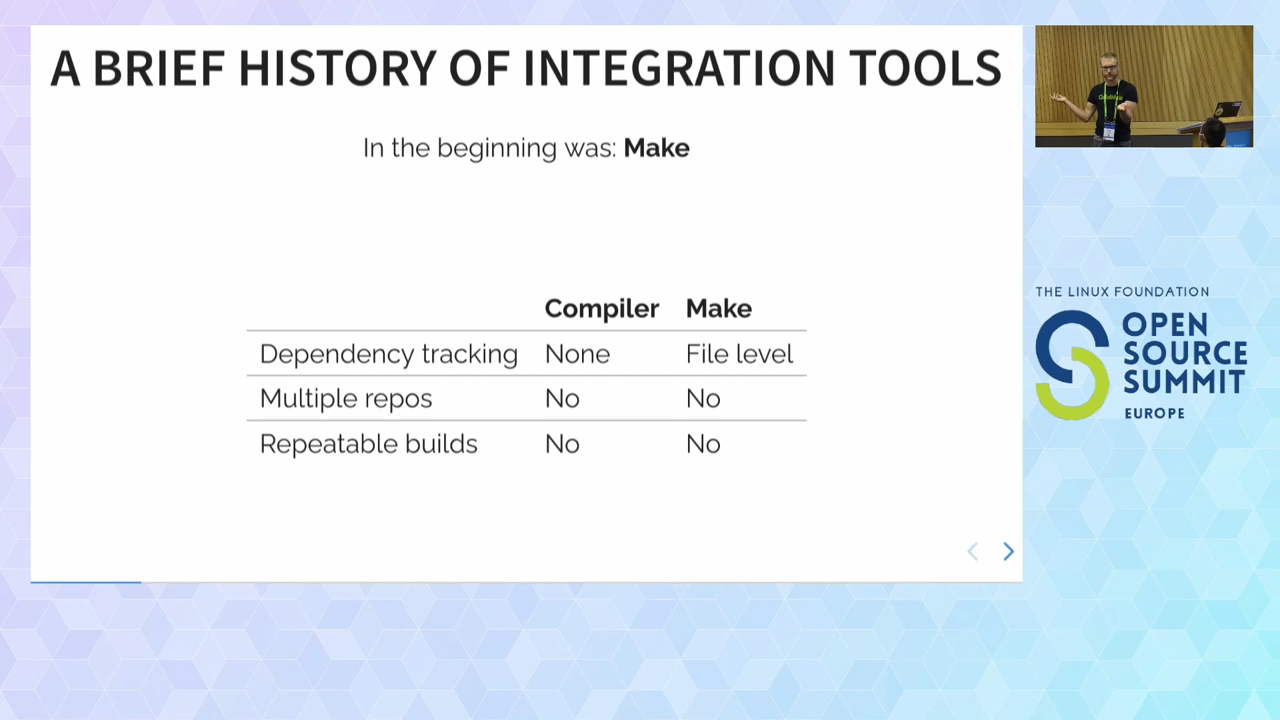 A BRIEF HISTORY OF INTEGRATION TOOLS
In the beginning was: Make
Compiler Make
Dependency tracking None File level
Multiple repos No No
Repeatable builds No No
THE LINUX FOUNDATION
OPEN
SOURCE
SUMMIT
EUROPE